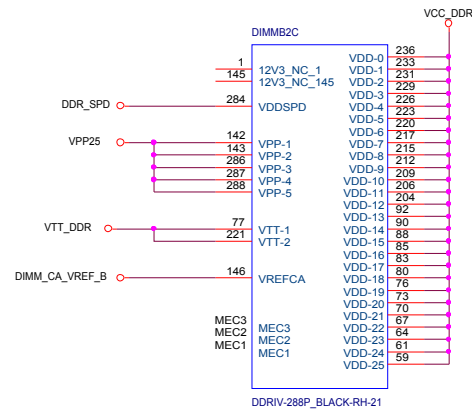 VCC_DDR
DIMMB2C
1 12V3_NC_1 VDD-0 236
145 12V3_NC_145 VDD-1 233
VDD-2 231
VDD-3 229
DDR_SPD 284 VDDSPD VDD-4 226
VDD-5 223
VDD-6 220
VPP25 142 VPP-1 VDD-7 217
143 VPP-2 VDD-8 215
286 VPP-3 VDD-9 212
287 VPP-4 VDD-10 209
288 VPP-5 VDD-11 206
VDD-12 204
VDD-13 92
VTT_DDR 77 VTT-1 VDD-14 90
221 VTT-2 VDD-15 88
VDD-16 85
VDD-17 83
DIMM_CA_VREF_B 146 VREFCA VDD-18 80
VDD-19 76
VDD-20 73
VDD-21 70
MEC3 MEC3 VDD-22 67
MEC2 MEC2 VDD-23 64
MEC1 MEC1 VDD-24 61
VDD-25 59
DDRIV-288P_BLACK-RH-21